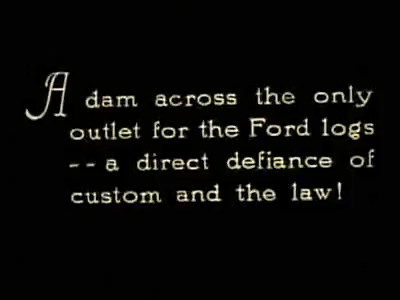 A dam across the only
outlet for the Ford logs
-- a direct defiance of
custom and the law!